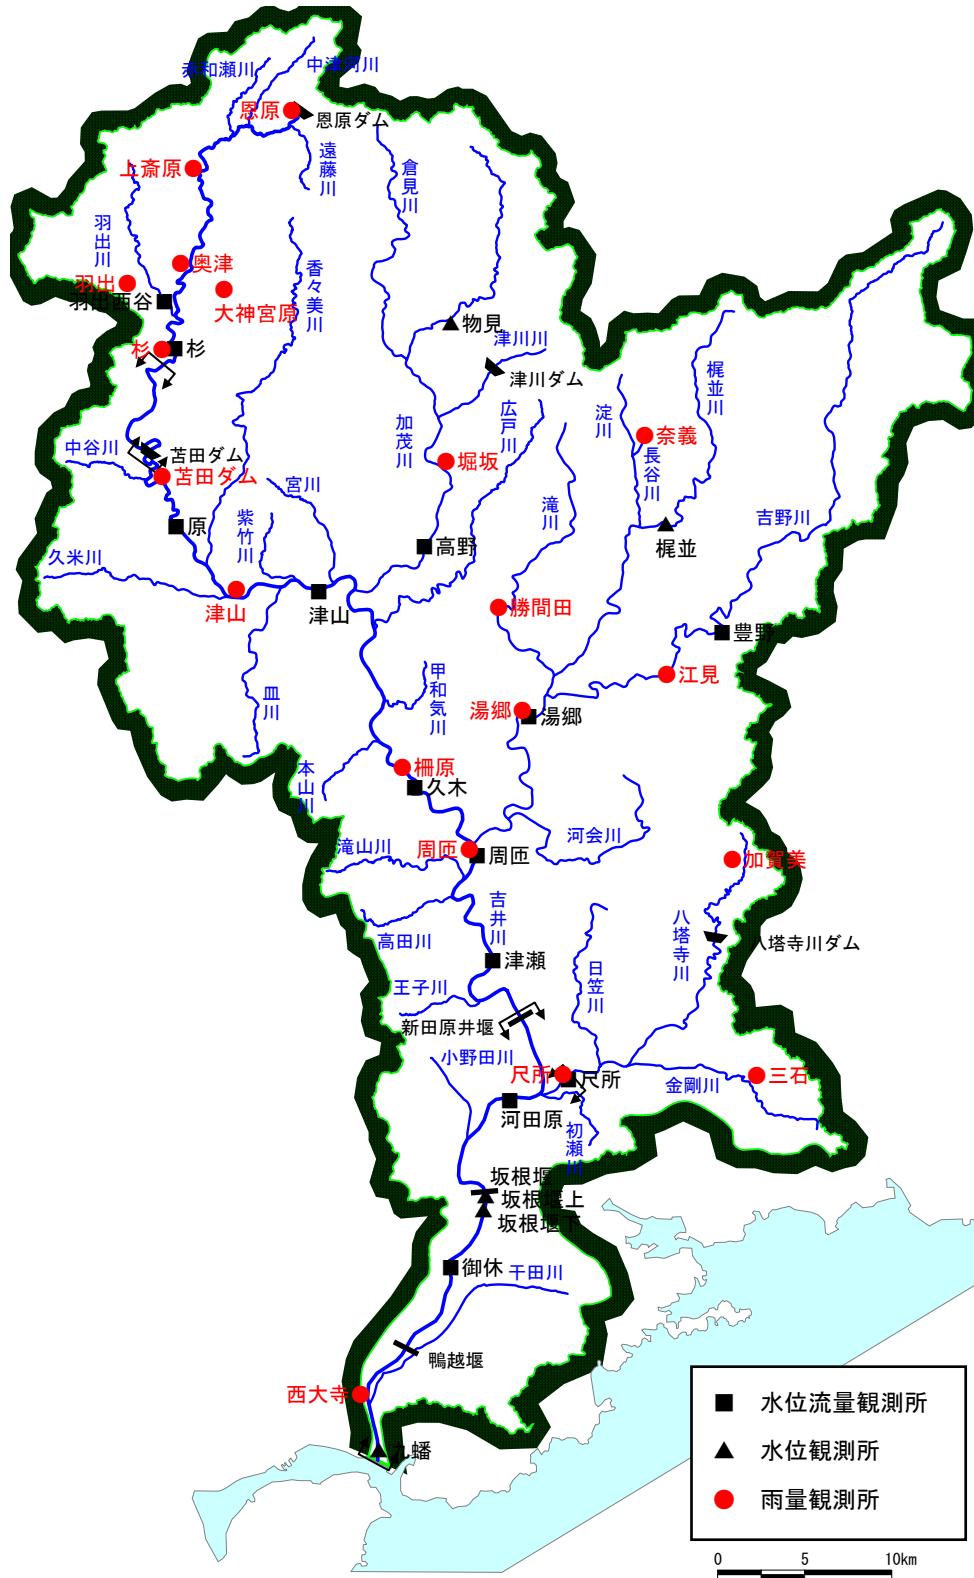 中津河川
赤和瀬川
恩原
恩原ダム
遠藤川
倉見川
上斎原
羽出川
奥津
香々美川
羽出
羽出西谷
大神宮原
物見
津川川
杉
杉
津川ダム
梶並川
広戸川
淀川
加茂川
奈義
中谷川
苫田ダム
苫田ダム
堀坂
長谷川
宮川
滝川
紫竹川
原
吉野川
高野
梶並
久米川
津山
津山
勝間田
豊野
江見
皿川
甲和気川
湯郷
湯郷
本山川
柵原
久木
河会川
滝山川
周匝
周匝
加賀美
吉井川
八塔寺川
高田川
八塔寺川ダム
津瀬
日笠川
王子川
新田原井堰
小野田川
尺所
尺所
三石
金剛川
河田原
初瀬川
坂根堰
坂根堰上
坂根堰下
御休
干田川
鴨越堰
西大寺
九蟠
水位流量観測所
水位観測所
雨量観測所
0 5 10km